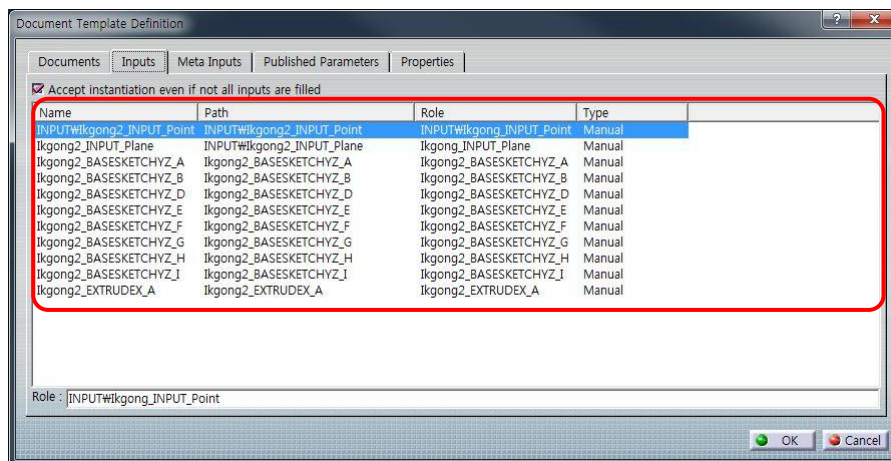 Document Template Definition
Documents Inputs Meta Inputs Published Parameters Properties
Accept instantiation even if not all inputs are filled
Name Path Role Type
INPUT₩Ikgong2_INPUT_Point INPUT₩Ikgong2_INPUT_Point INPUT₩Ikgong_INPUT_Point Manual
Ikgong2_INPUT_Plane INPUT₩Ikgong2_INPUT_Plane Ikgong_INPUT_Plane Manual
Ikgong2_BASESKETCHYZ_A Ikgong2_BASESKETCHYZ_A Ikgong2_BASESKETCHYZ_A Manual
Ikgong2_BASESKETCHYZ_B Ikgong2_BASESKETCHYZ_B Ikgong2_BASESKETCHYZ_B Manual
Ikgong2_BASESKETCHYZ_D Ikgong2_BASESKETCHYZ_D Ikgong2_BASESKETCHYZ_D Manual
Ikgong2_BASESKETCHYZ_E Ikgong2_BASESKETCHYZ_E Ikgong2_BASESKETCHYZ_E Manual
Ikgong2_BASESKETCHYZ_F Ikgong2_BASESKETCHYZ_F Ikgong2_BASESKETCHYZ_F Manual
Ikgong2_BASESKETCHYZ_G Ikgong2_BASESKETCHYZ_G Ikgong2_BASESKETCHYZ_G Manual
Ikgong2_BASESKETCHYZ_H Ikgong2_BASESKETCHYZ_H Ikgong2_BASESKETCHYZ_H Manual
Ikgong2_BASESKETCHYZ_I Ikgong2_BASESKETCHYZ_I Ikgong2_BASESKETCHYZ_I Manual
Ikgong2_EXTRUDEX_A Ikgong2_EXTRUDEX_A Ikgong2_EXTRUDEX_A Manual
Role : INPUT₩Ikgong_INPUT_Point
OK Cancel